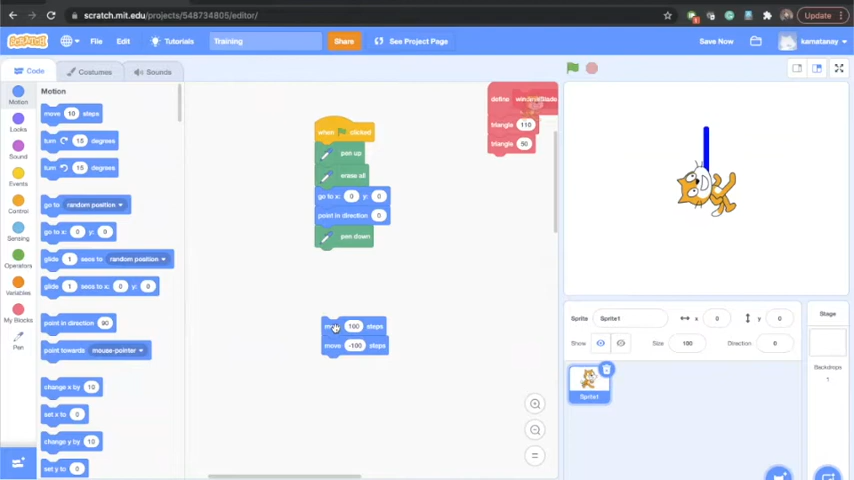 scratch.mit.edu/projects/548734805/editor/
Update
SCRATCH
File
Edit
Tutorials
Training
Share
See Project Page
Save Now
kamatanay
Code
Costumes
Sounds
Motion
Looks
Sound
Events
Control
Sensing
Operators
Variables
My Blocks
Pen
Motion
move 10 steps
turn 15 degrees
turn 15 degrees
go to random position
go to x: 0 y: 0
glide 1 secs to random position
glide 1 secs to x: 0 y: 0
point in direction 90
point towards mouse-pointer
change x by 10
set x to 0
change y by 10
set y to 0
when clicked
pen up
erase all
go to x: 0 y: 0
point in direction 0
pen down
move 100 steps
move -100 steps
define
triangle 110
triangle 50
Sprite Sprite1 x 0 y 0
Show Size 100 Direction 0
Sprite1
Stage
Backdrops
1